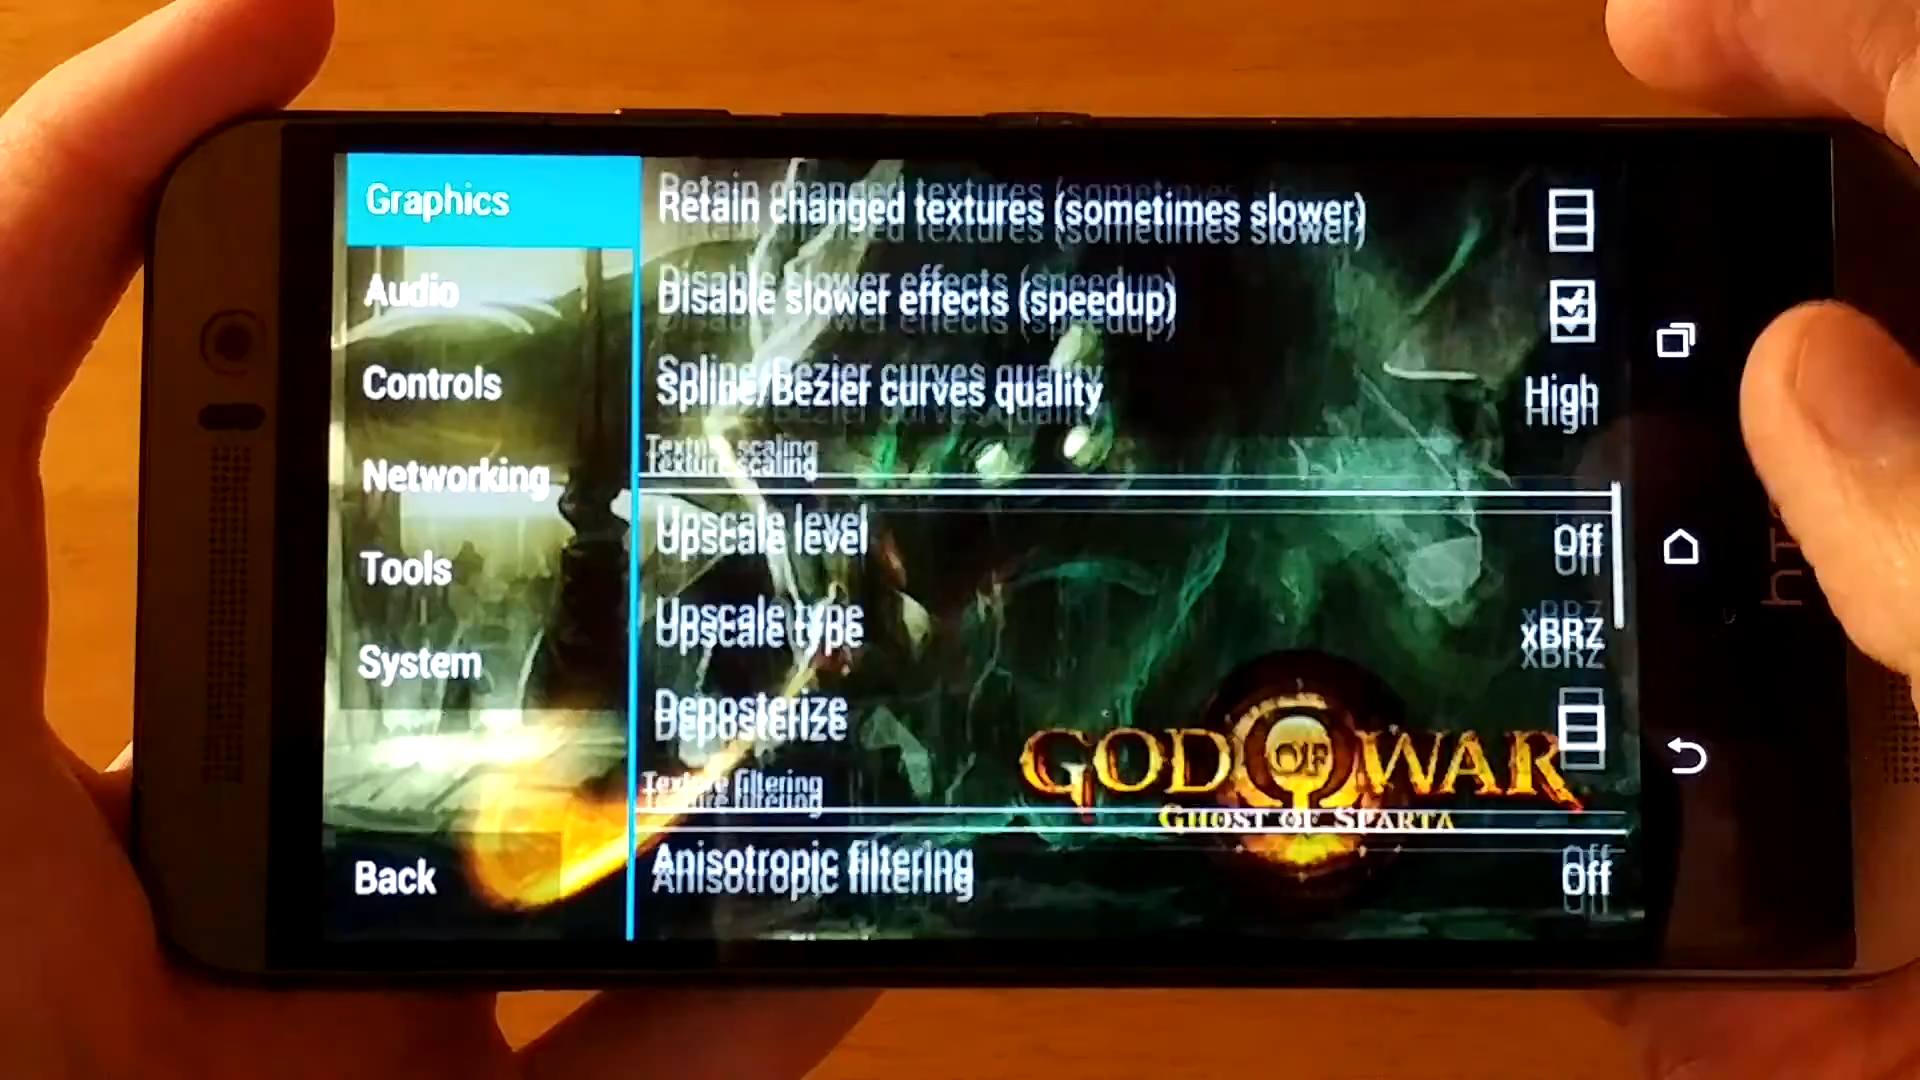 Graphics
Audio
Controls
Networking
Tools
System
Back
Retain changed textures (sometimes slower)
Disable slower effects (speedup)
Spline/Bezier curves quality High
Texture scaling
Upscale level Off
Upscale type xBRZ
Deposterize
Texture filtering
Anisotropic filtering Off
GOD OF WAR
GHOST OF SPARTA
hTC